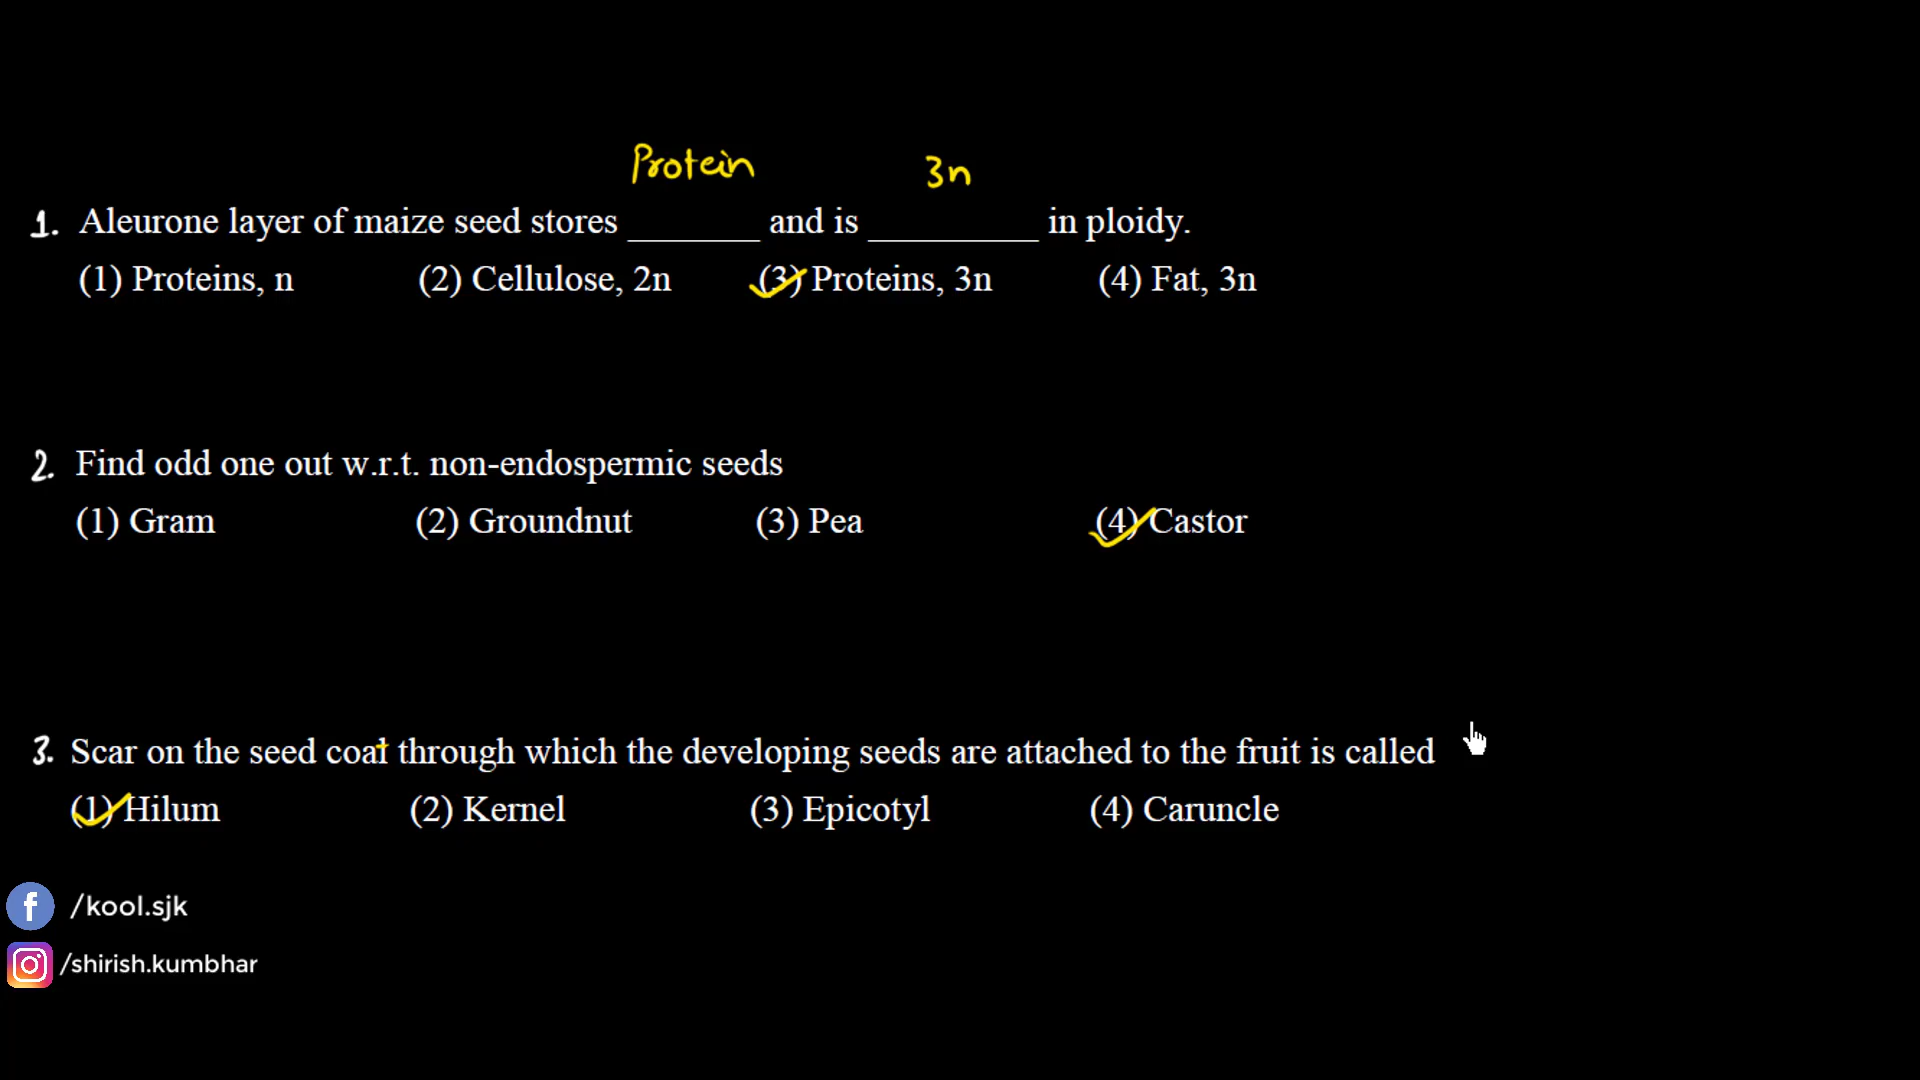 Protein 3n
1. Aleurone layer of maize seed stores _______ and is _________ in ploidy.
(1) Proteins, n (2) Cellulose, 2n (3) Proteins, 3n (4) Fat, 3n
2. Find odd one out w.r.t. non-endospermic seeds
(1) Gram (2) Groundnut (3) Pea (4) Castor
3. Scar on the seed coat through which the developing seeds are attached to the fruit is called
(1) Hilum (2) Kernel (3) Epicotyl (4) Caruncle
f /kool.sjk
/shirish.kumbhar